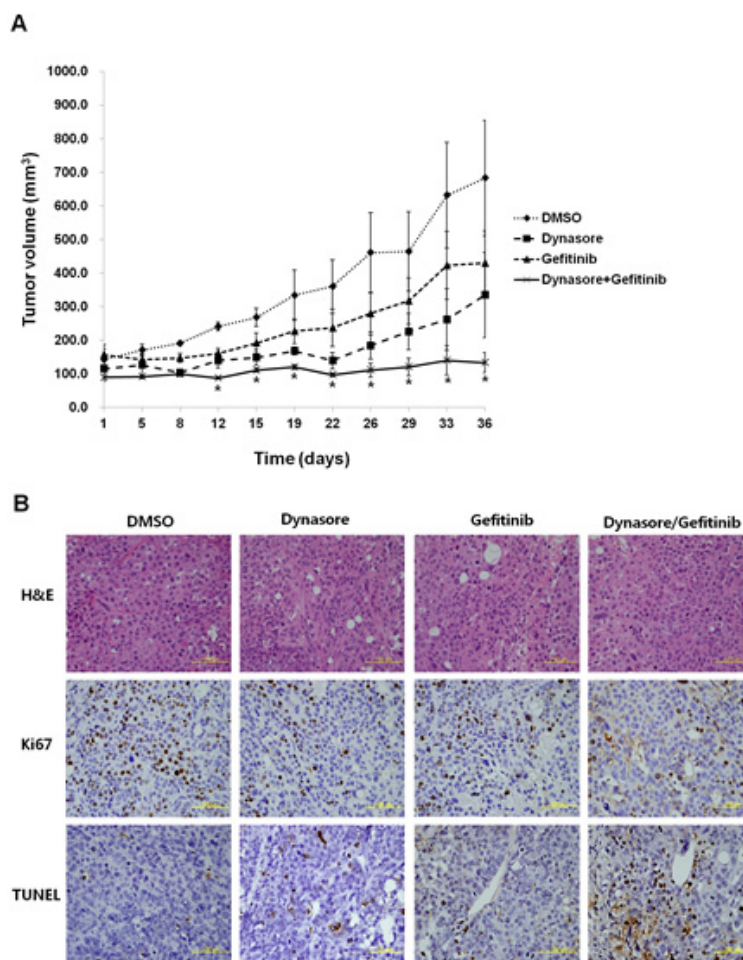 A
1000.0
900.0
800.0
700.0
600.0
500.0
400.0
300.0
200.0
100.0
0.0
Tumor volume (mm³)
1 5 8 12 15 19 22 26 29 33 36
Time (days)
* * * * * * * *
DMSO
Dynasore
Gefitinib
Dynasore+Gefitinib
B
DMSO Dynasore Gefitinib Dynasore/Gefitinib
H&E
Ki67
TUNEL